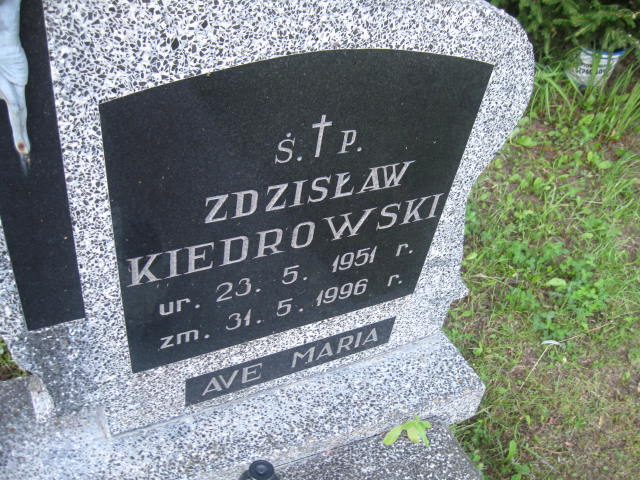 Ś. † P.
ZDZISŁAW
KIEDROWSKI
ur. 23. 5. 1951 r.
zm. 31. 5. 1996 r.
AVE MARIA